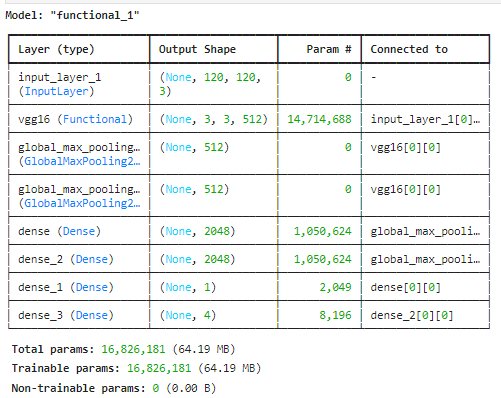 Model: "functional_1"
Layer (type) Output Shape Param # Connected to
input_layer_1 (None, 120, 120, 0 -
(InputLayer) 3)
vgg16 (Functional) (None, 3, 3, 512) 14,714,688 input_layer_1[0]…
global_max_pooling… (None, 512) 0 vgg16[0][0]
(GlobalMaxPooling2…
global_max_pooling… (None, 512) 0 vgg16[0][0]
(GlobalMaxPooling2…
dense (Dense) (None, 2048) 1,050,624 global_max_pooli…
dense_2 (Dense) (None, 2048) 1,050,624 global_max_pooli…
dense_1 (Dense) (None, 1) 2,049 dense[0][0]
dense_3 (Dense) (None, 4) 8,196 dense_2[0][0]
Total params: 16,826,181 (64.19 MB)
Trainable params: 16,826,181 (64.19 MB)
Non-trainable params: 0 (0.00 B)